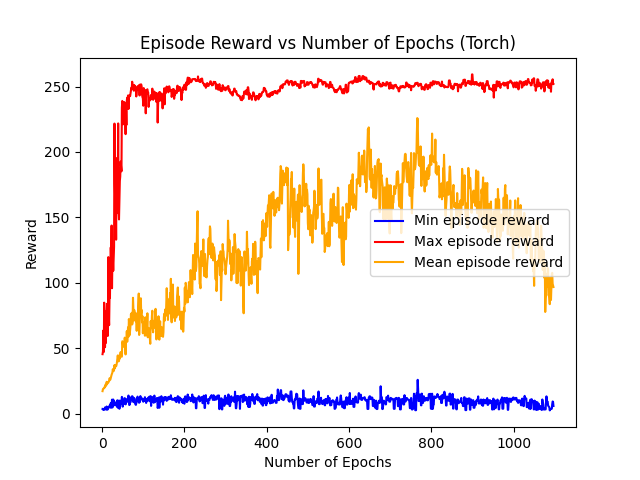 Episode Reward vs Number of Epochs (Torch)
250
200
150
100
50
0
Reward
Min episode reward
Max episode reward
Mean episode reward
0 200 400 600 800 1000
Number of Epochs